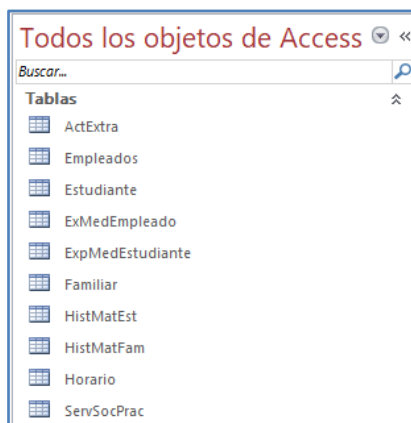 Todos los objetos de Access
Buscar...
Tablas
ActExtra
Empleados
Estudiante
ExMedEmpleado
ExpMedEstudiante
Familiar
HistMatEst
HistMatFam
Horario
ServSocPrac